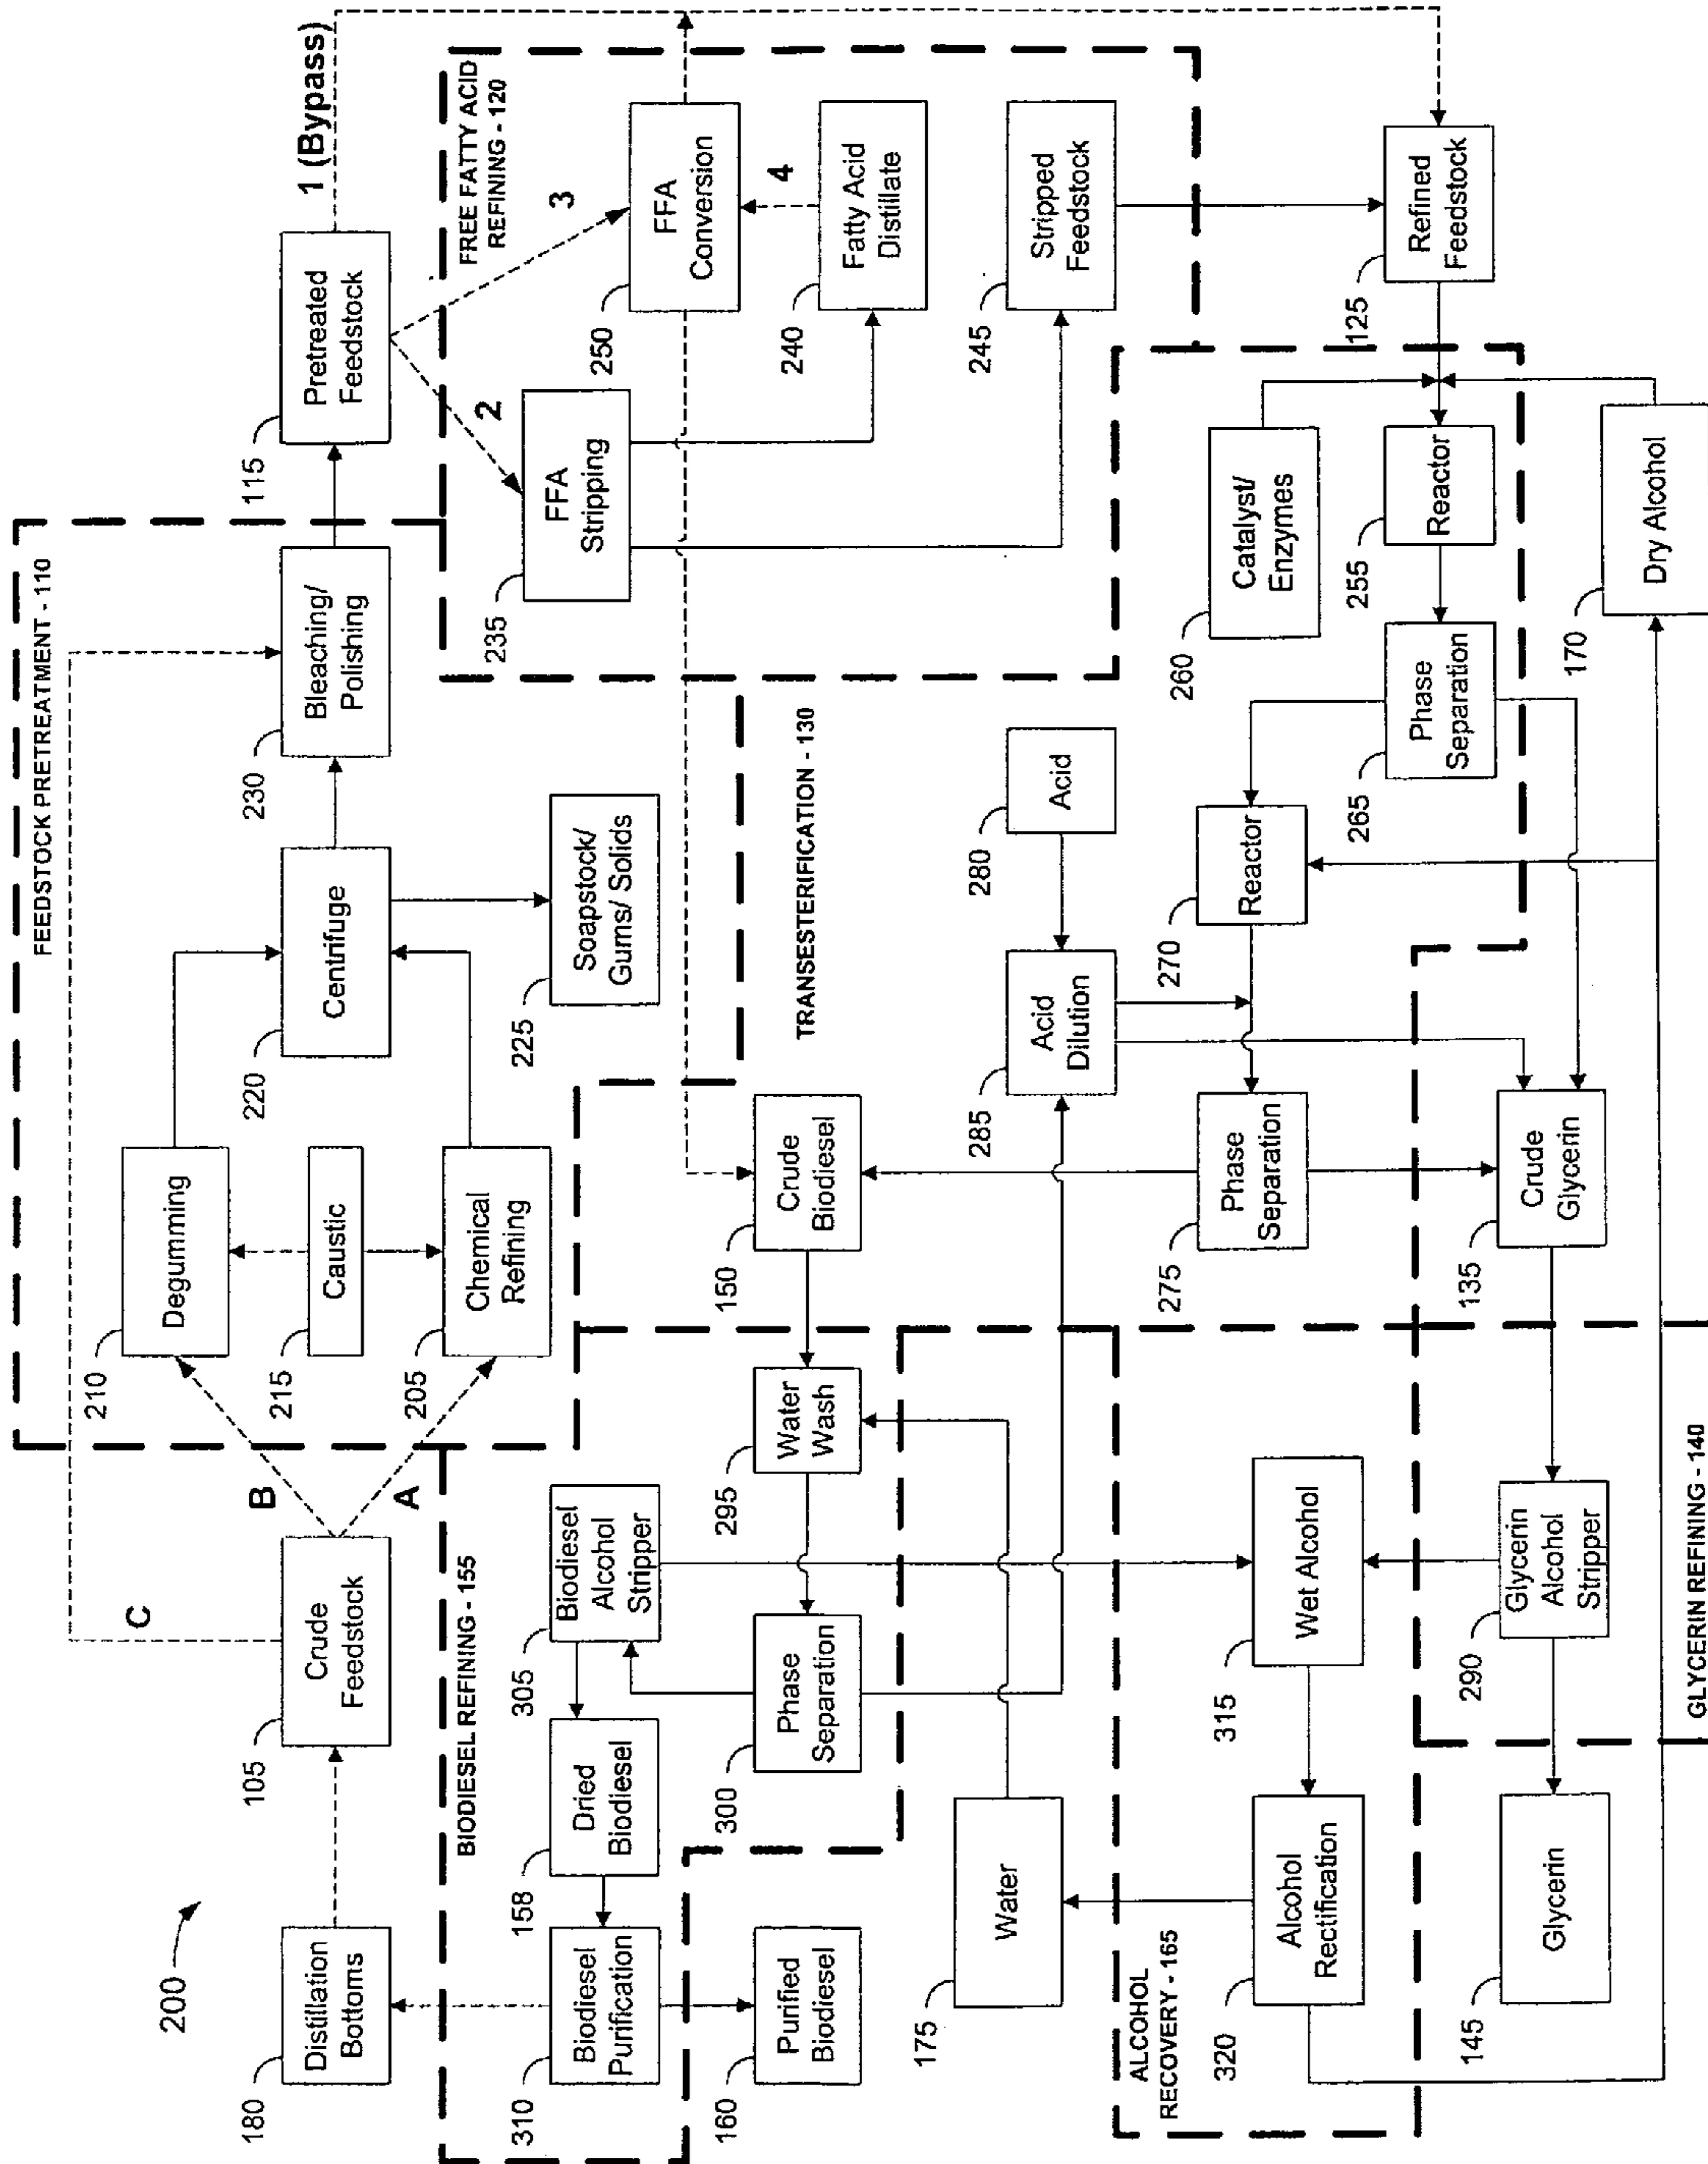 200
180
Distillation
Bottoms
105
Crude
Feedstock
C
B
A
FEEDSTOCK PRETREATMENT - 110
210
Degumming
215
Caustic
205
Chemical
Refining
220
Centrifuge
225
Soapstock/
Gums/ Solids
230
Bleaching/
Polishing
115
Pretreated
Feedstock
1 (Bypass)
2
3
FREE FATTY ACID
REFINING - 120
235
FFA
Stripping
250
FFA
Conversion
4
240
Fatty Acid
Distillate
245
Stripped
Feedstock
125
Refined
Feedstock
BIODIESEL REFINING - 155
310
Biodiesel
Purification
158
Dried
Biodiesel
305
Biodiesel
Alcohol
Stripper
160
Purified
Biodiesel
300
Phase
Separation
295
Water
Wash
TRANSESTERIFICATION - 130
150
Crude
Biodiesel
285
Acid
Dilution
280
Acid
275
Phase
Separation
270
Reactor
260
Catalyst/
Enzymes
265
Phase
Separation
255
Reactor
175
Water
ALCOHOL
RECOVERY - 165
320
Alcohol
Rectification
315
Wet Alcohol
145
Glycerin
290
Glycerin
Alcohol
Stripper
135
Crude
Glycerin
170
Dry Alcohol
GLYCERIN REFINING - 140